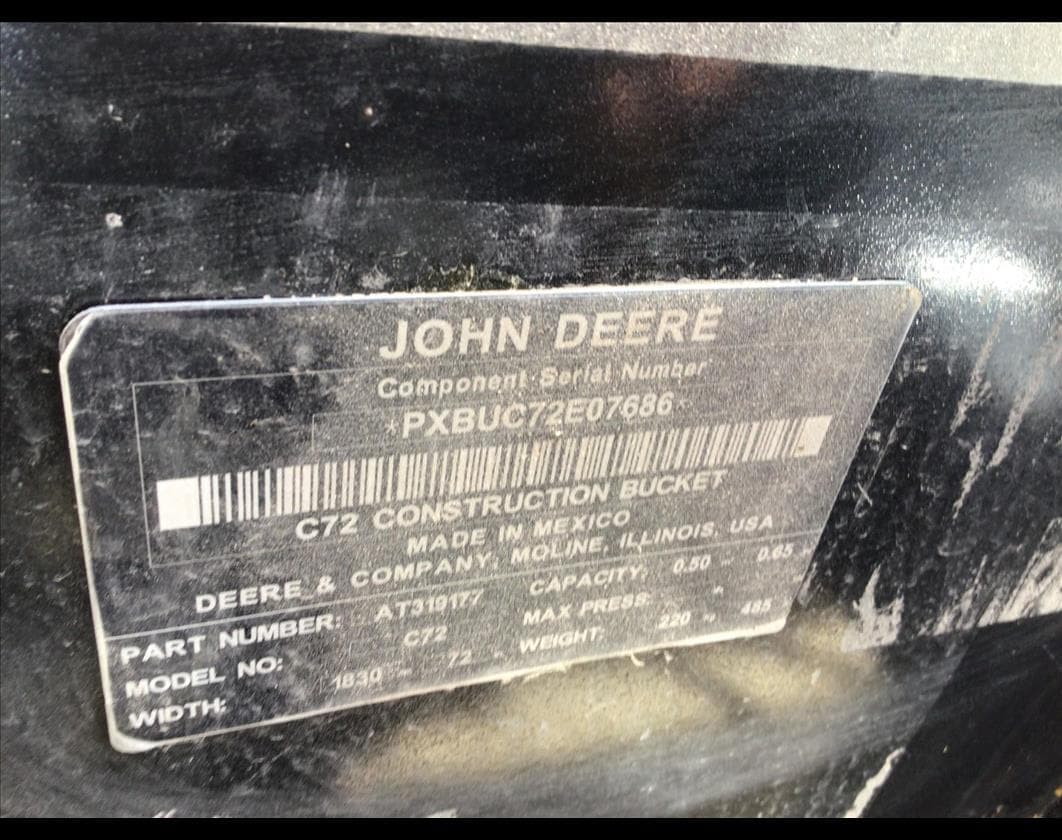 JOHN DEERE
Component Serial Number
*PXBUC72E07686*
C72 CONSTRUCTION BUCKET
MADE IN MEXICO
DEERE & COMPANY, MOLINE, ILLINOIS, USA
PART NUMBER: AT319177 CAPACITY: 0.50 0.65
MODEL NO: C72 MAX PRESS:
WIDTH: 1830 72 WEIGHT: 220 485